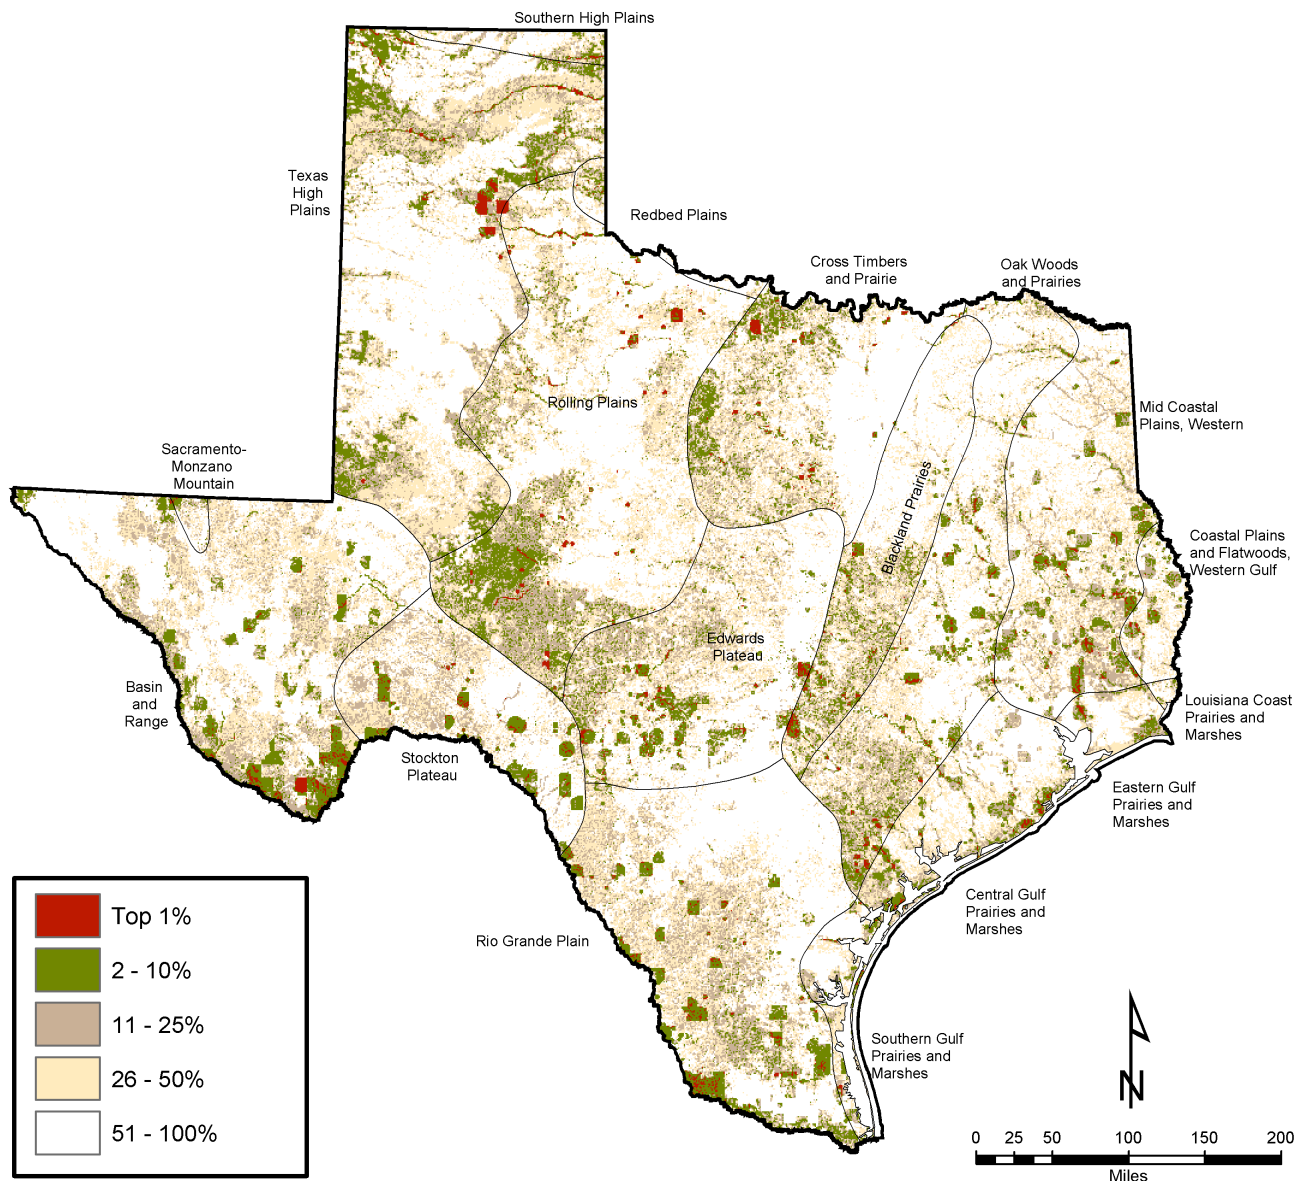 Southern High Plains
Texas
High
Plains
Redbed Plains
Cross Timbers
and Prairie
Oak Woods
and Prairies
Rolling Plains
Mid Coastal
Plains, Western
Sacramento-
Monzano
Mountain
Blackland Prairies
Coastal Plains
and Flatwoods,
Western Gulf
Edwards
Plateau
Basin
and
Range
Louisiana Coast
Prairies and
Marshes
Stockton
Plateau
Eastern Gulf
Prairies and
Marshes
Central Gulf
Prairies and
Marshes
Rio Grande Plain
Southern Gulf
Prairies and
Marshes
Top 1%
2 - 10%
11 - 25%
26 - 50%
51 - 100%
N
0 25 50 100 150 200
Miles